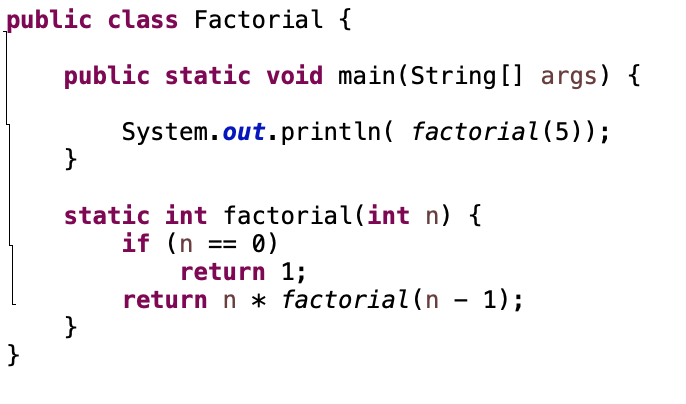 public class Factorial {
public static void main(String[] args) {
System.out.println( factorial(5));
}
static int factorial(int n) {
if (n == 0)
return 1;
return n * factorial(n - 1);
}
}